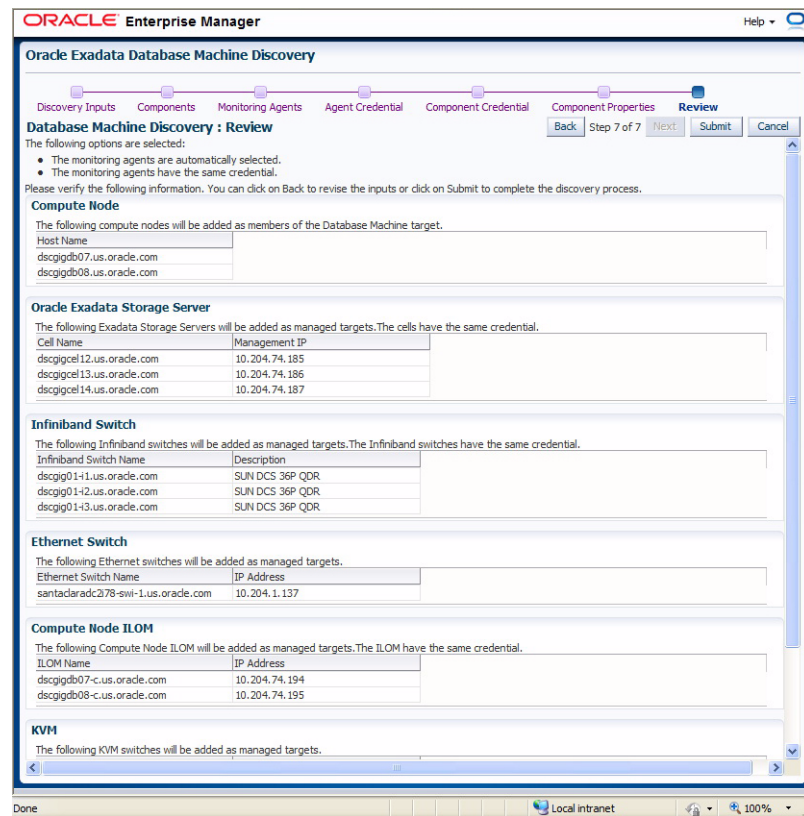 ORACLE Enterprise Manager
Help
Oracle Exadata Database Machine Discovery
Discovery Inputs Components Monitoring Agents Agent Credential Component Credential Component Properties Review
Database Machine Discovery : Review
Back Step 7 of 7 Next Submit Cancel
The following options are selected:
• The monitoring agents are automatically selected.
• The monitoring agents have the same credential.
Please verify the following information. You can click on Back to revise the inputs or click on Submit to complete the discovery process.
Compute Node
The following compute nodes will be added as members of the Database Machine target.
Host Name
dscgigdb07.us.oracle.com
dscgigdb08.us.oracle.com
Oracle Exadata Storage Server
The following Exadata Storage Servers will be added as managed targets.The cells have the same credential.
Cell Name Management IP
dscgigcel12.us.oracle.com 10.204.74.185
dscgigcel13.us.oracle.com 10.204.74.186
dscgigcel14.us.oracle.com 10.204.74.187
Infiniband Switch
The following Infiniband switches will be added as managed targets.The Infiniband switches have the same credential.
Infiniband Switch Name Description
dscgig01-i1.us.oracle.com SUN DCS 36P QDR
dscgig01-i2.us.oracle.com SUN DCS 36P QDR
dscgig01-i3.us.oracle.com SUN DCS 36P QDR
Ethernet Switch
The following Ethernet switches will be added as managed targets.
Ethernet Switch Name IP Address
santaclaradc2i78-swi-1.us.oracle.com 10.204.1.137
Compute Node ILOM
The following Compute Node ILOM will be added as managed targets.The ILOM have the same credential.
ILOM Name IP Address
dscgigdb07-c.us.oracle.com 10.204.74.194
dscgigdb08-c.us.oracle.com 10.204.74.195
KVM
The following KVM switches will be added as managed targets.
Done Local intranet 100%